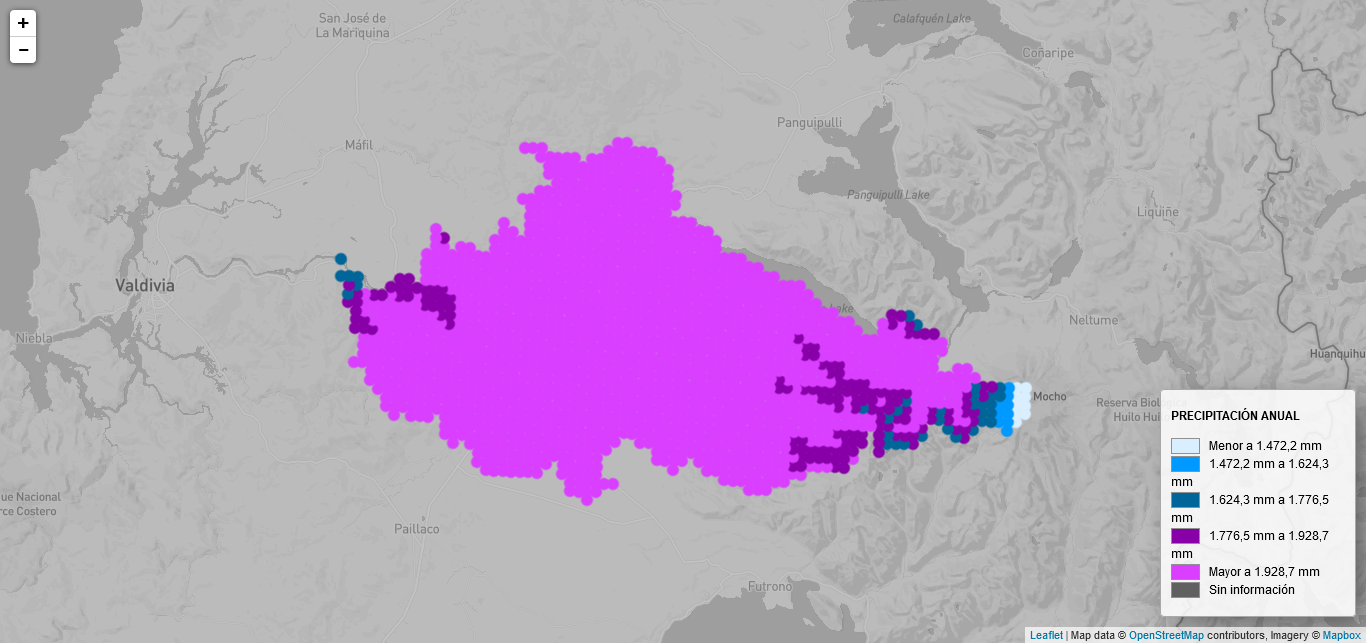 +
−
San José de
La Mariquina
Calafquén Lake
Coñaripe
Panguipulli
Máfil
Panguipulli Lake
Liquiñe
Valdivia
Lake
Neltume
Niebla
Huanquihu
Mocho
Reserva Biológica
Huilo Hui
ue Nacional
rce Costero
Paillaco
Futrono
PRECIPITACIÓN ANUAL
Menor a 1.472,2 mm
1.472,2 mm a 1.624,3
mm
1.624,3 mm a 1.776,5
mm
1.776,5 mm a 1.928,7
mm
Mayor a 1.928,7 mm
Sin información
Leaflet | Map data © OpenStreetMap contributors, Imagery © Mapbox